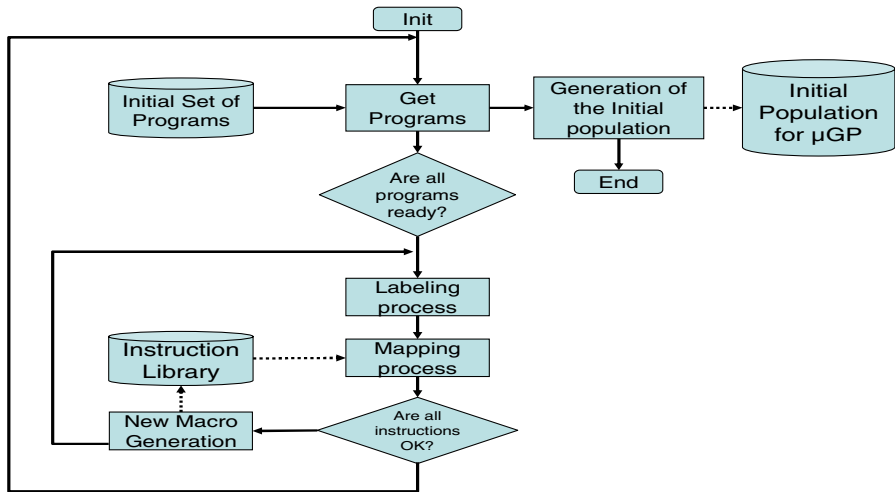 Init
Initial Set of
Programs
Get
Programs
Generation of
the Initial
population
Initial
Population
for µGP
Are all
programs
ready?
End
Labeling
process
Instruction
Library
Mapping
process
New Macro
Generation
Are all
instructions
OK?